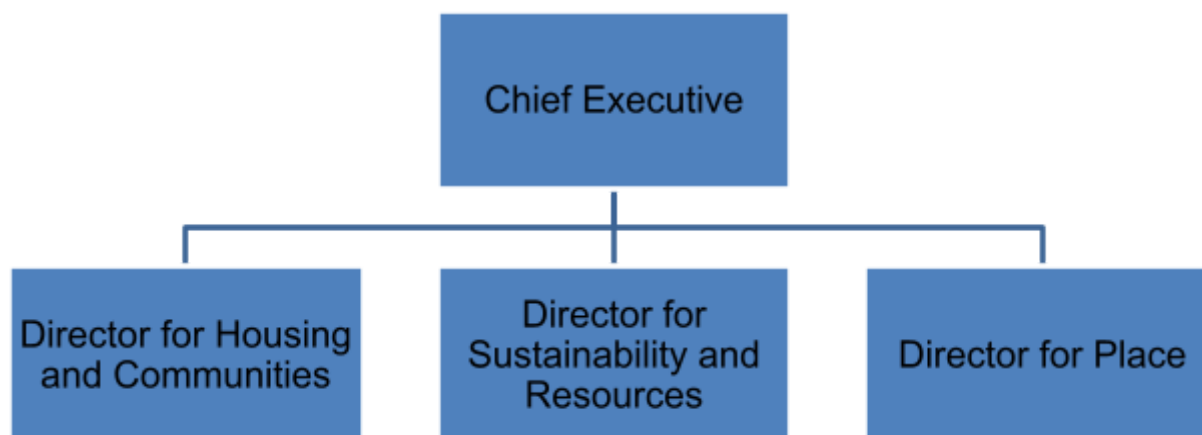 Chief Executive
Director for Housing
and Communities
Director for
Sustainability and
Resources
Director for Place